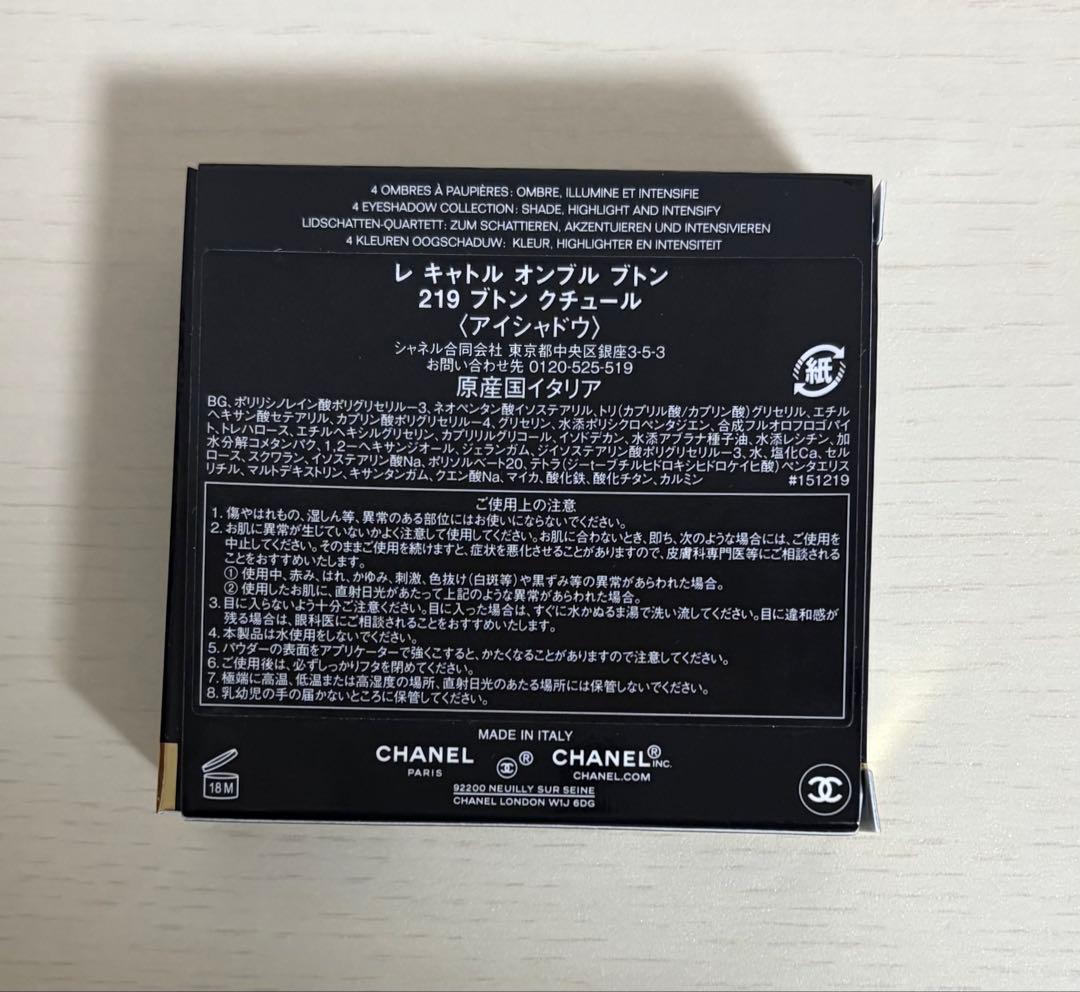 4 OMBRES À PAUPIÈRES: OMBRE, ILLUMINE ET INTENSIFIE
4 EYESHADOW COLLECTION: SHADE, HIGHLIGHT AND INTENSIFY
LIDSCHATTEN-QUARTETT: ZUM SCHATTIEREN, AKZENTUIEREN UND INTENSIVIEREN
4 KLEUREN OOGSCHADUW: KLEUR, HIGHLIGHTER EN INTENSITEIT
レ キャトル オンブル ブトン
219 ブトン クチュール
〈アイシャドウ〉
シャネル合同会社 東京都中央区銀座3-5-3
お問い合わせ先 0120-525-519
原産国イタリア
紙
BG、ポリリシノレイン酸ポリグリセリル-3、ネオペンタン酸イソステアリル、トリ(カプリル酸/カプリン酸)グリセリル、エチル
ヘキサン酸セテアリル、カプリン酸ポリグリセリル-4、グリセリン、水添ポリシクロペンタジエン、合成フルオロフロゴパイ
ト、トレハロース、エチルヘキシルグリセリン、カプリリルグリコール、イソドデカン、水添アブラナ種子油、水添レシチン、加
水分解コメタンパク、1,2-ヘキサンジオール、ジェランガム、ジイソステアリン酸ポリグリセリル-3、水、塩化Ca、セル
ロース、スクワラン、イソステアリン酸Na、ポリソルベート20、テトラ(ジ-t-ブチルヒドロキシヒドロケイヒ酸)ペンタエリス
リチル、マルトデキストリン、キサンタンガム、クエン酸Na、マイカ、酸化鉄、酸化チタン、カルミン #151219
ご使用上の注意
1. 傷やはれもの、湿しん等、異常のある部位にはお使いにならないでください。
2. お肌に異常が生じていないかよく注意して使用してください。お肌に合わないとき、即ち、次のような場合には、ご使用を
中止してください。そのままご使用を続けますと、症状を悪化させることがありますので、皮膚科専門医等にご相談される
ことをおすすめいたします。
① 使用中、赤み、はれ、かゆみ、刺激、色抜け(白斑等)や黒ずみ等の異常があらわれた場合。
② 使用したお肌に、直射日光があたって上記のような異常があらわれた場合。
3. 目に入らないよう十分ご注意ください。目に入った場合は、すぐに水かぬるま湯で洗い流してください。目に違和感が
残る場合は、眼科医にご相談されることをおすすめいたします。
4. 本製品は水使用をしないでください。
5. パウダーの表面をアプリケーターで強くこすると、かたくなることがありますので注意してください。
6. ご使用後は、必ずしっかりフタを閉めてください。
7. 極端に高温、低温または高湿度の場所、直射日光のあたる場所には保管しないでください。
8. 乳幼児の手の届かないところに保管してください。
MADE IN ITALY
CHANEL ® CHANEL® INC.
PARIS CHANEL.COM
18 M
92200 NEUILLY SUR SEINE
CHANEL LONDON W1J 6DG